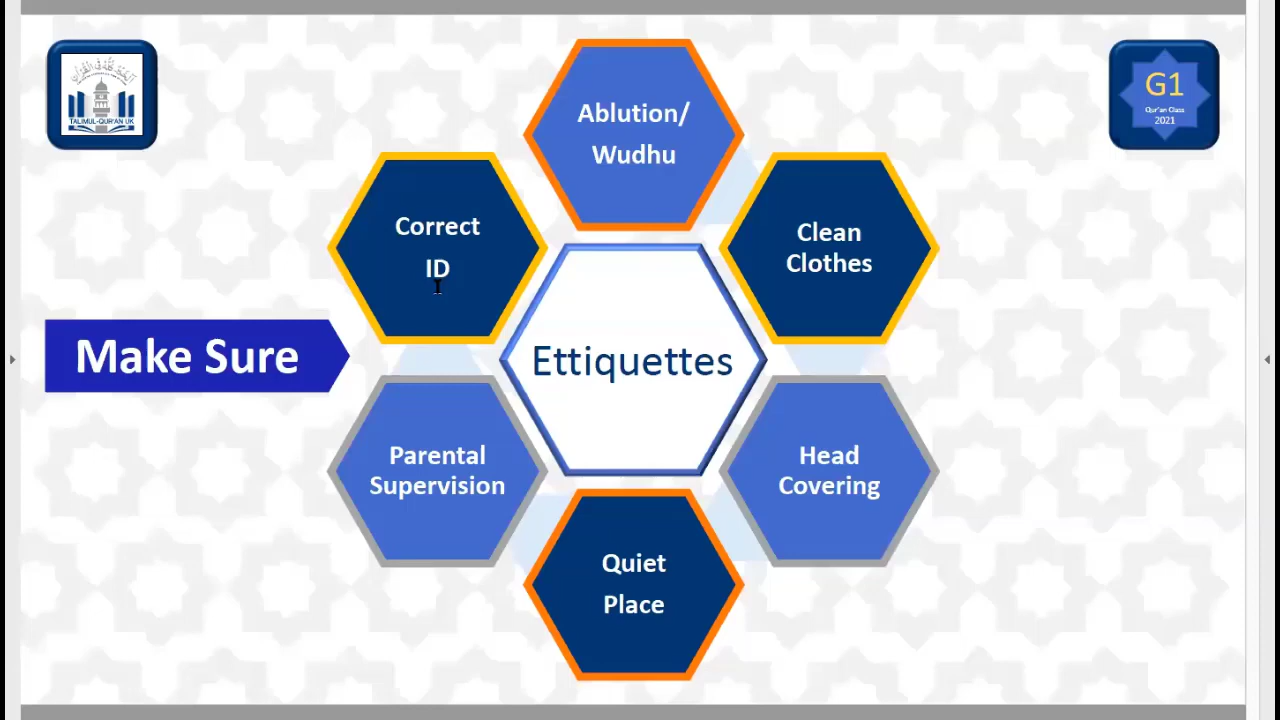 TALIMUL-QUR'AN UK
G1
Qur'an Class
2021
Ablution/
Wudhu
Correct
ID
Clean
Clothes
Make Sure
Ettiquettes
Parental
Supervision
Head
Covering
Quiet
Place